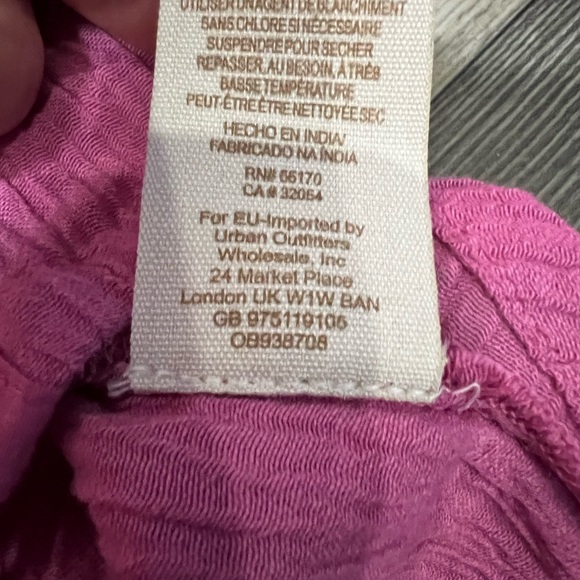 UTILISER UN AGENT DE BLANCHIMENT
SANS CHLORE SI NÉCESSAIRE
SUSPENDRE POUR SÉCHER
REPASSER, AU BESOIN, À TRÈS
BASSE TEMPÉRATURE
PEUT-ÊTRE ÊTRE NETTOYÉE SEC
HECHO EN INDIA/
FABRICADO NA ÍNDIA
RN# 66170
CA# 32054
For EU-Imported by
Urban Outfitters
Wholesale, Inc
24 Market Place
London UK W1W BAN
GB 975119106
OB938708